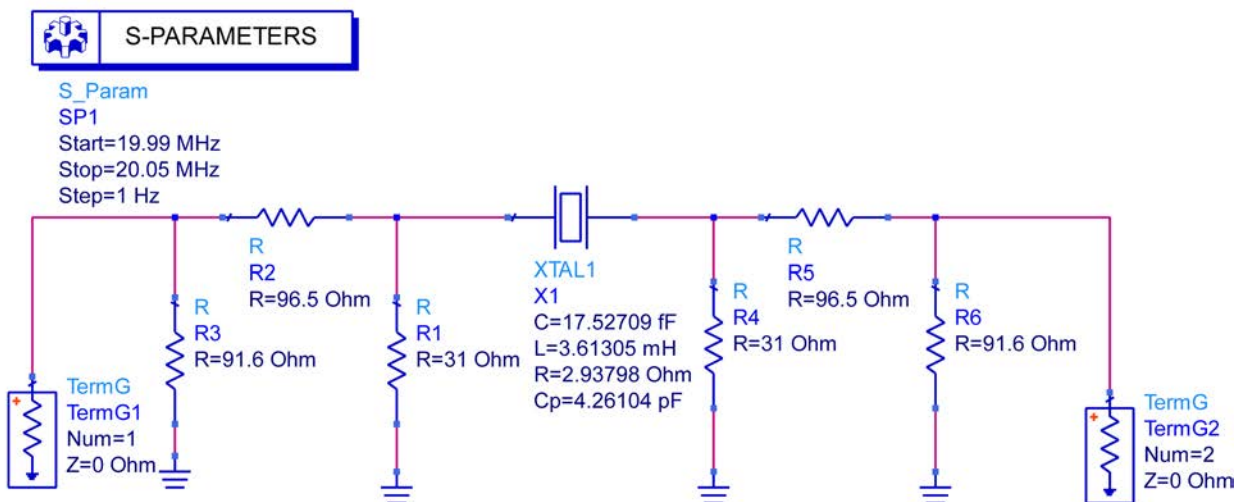 S-PARAMETERS
S_Param
SP1
Start=19.99 MHz
Stop=20.05 MHz
Step=1 Hz
R
R2
R=96.5 Ohm
R
R3
R=91.6 Ohm
R
R1
R=31 Ohm
XTAL1
X1
C=17.52709 fF
L=3.61305 mH
R=2.93798 Ohm
Cp=4.26104 pF
R
R4
R=31 Ohm
R
R5
R=96.5 Ohm
R
R6
R=91.6 Ohm
TermG
TermG1
Num=1
Z=0 Ohm
TermG
TermG2
Num=2
Z=0 Ohm